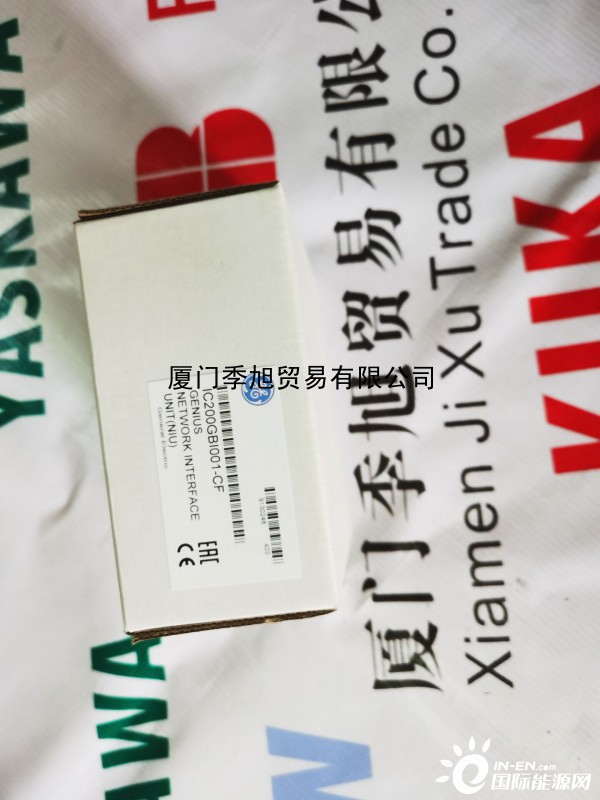 YASKAWA
B
厦门季旭贸易有限公
Xiamen Ji Xu Trade Co.
KUKA
厦门季旭贸易有限公司
GE
IC200GBI001-CF
GENIUS
NETWORK INTERFACE
UNIT(NIU)
General Electric
EAC
CE
KAWA
W
IN-EN.com
国际能源网